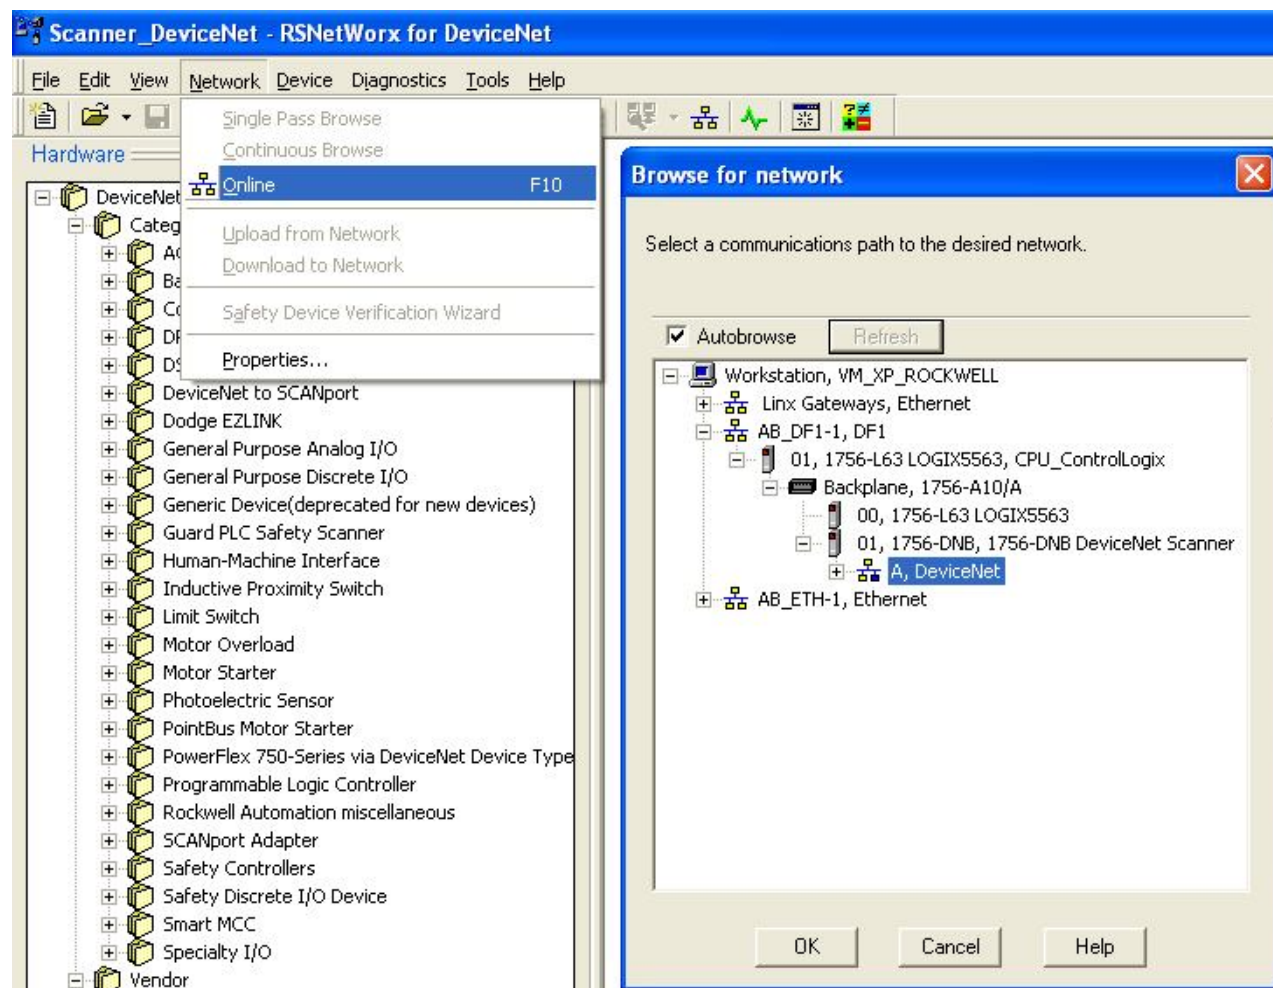 Scanner_DeviceNet - RSNetWorx for DeviceNet
File Edit View Network Device Diagnostics Tools Help
Single Pass Browse
Continuous Browse
Online F10
Upload from Network
Download to Network
Safety Device Verification Wizard
Properties...
Hardware
DeviceNet
Categ
AC
Ba
Co
DP
DS
DeviceNet to SCANport
Dodge EZLINK
General Purpose Analog I/O
General Purpose Discrete I/O
Generic Device(deprecated for new devices)
Guard PLC Safety Scanner
Human-Machine Interface
Inductive Proximity Switch
Limit Switch
Motor Overload
Motor Starter
Photoelectric Sensor
PointBus Motor Starter
PowerFlex 750-Series via DeviceNet Device Type
Programmable Logic Controller
Rockwell Automation miscellaneous
SCANport Adapter
Safety Controllers
Safety Discrete I/O Device
Smart MCC
Specialty I/O
Vendor
Browse for network
Select a communications path to the desired network.
Autobrowse Refresh
Workstation, VM_XP_ROCKWELL
Linx Gateways, Ethernet
AB_DF1-1, DF1
01, 1756-L63 LOGIX5563, CPU_ControlLogix
Backplane, 1756-A10/A
00, 1756-L63 LOGIX5563
01, 1756-DNB, 1756-DNB DeviceNet Scanner
A, DeviceNet
AB_ETH-1, Ethernet
OK Cancel Help